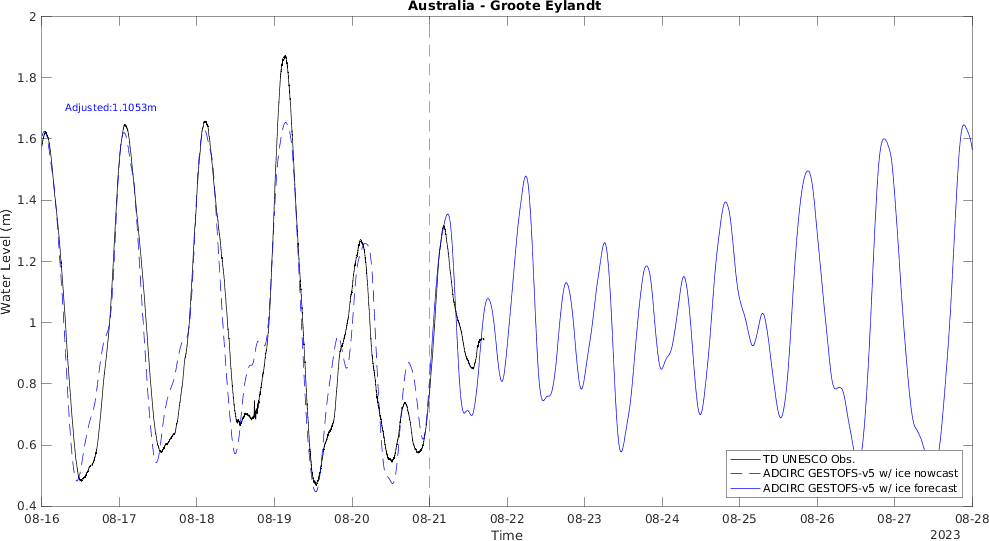 Australia - Groote Eylandt
Water Level (m)
2
1.8
1.6
1.4
1.2
1
0.8
0.6
0.4
Adjusted:1.1053m
TD UNESCO Obs.
ADCIRC GESTOFS-v5 w/ ice nowcast
ADCIRC GESTOFS-v5 w/ ice forecast
08-16 08-17 08-18 08-19 08-20 08-21 08-22 08-23 08-24 08-25 08-26 08-27 08-28
Time
2023